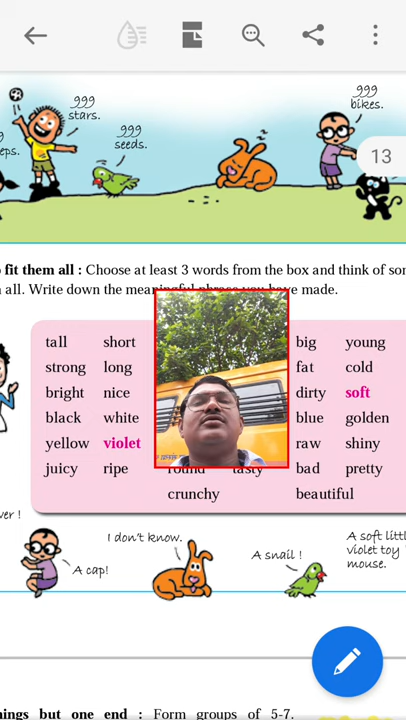 999
stars.
999
seeds.
999
bikes.
eps.
13
fit them all : Choose at least 3 words from the box and think of
all. Write down the meaningful phrase you have made.
tall short big young
strong long fat cold
bright nice dirty soft
black white blue golden
yellow violet raw shiny
juicy ripe round tasty bad pretty
crunchy beautiful
ver !
I don't know.
A cap!
A snail !
A soft little
violet toy
mouse.
ings but one end : Form groups of 5-7.